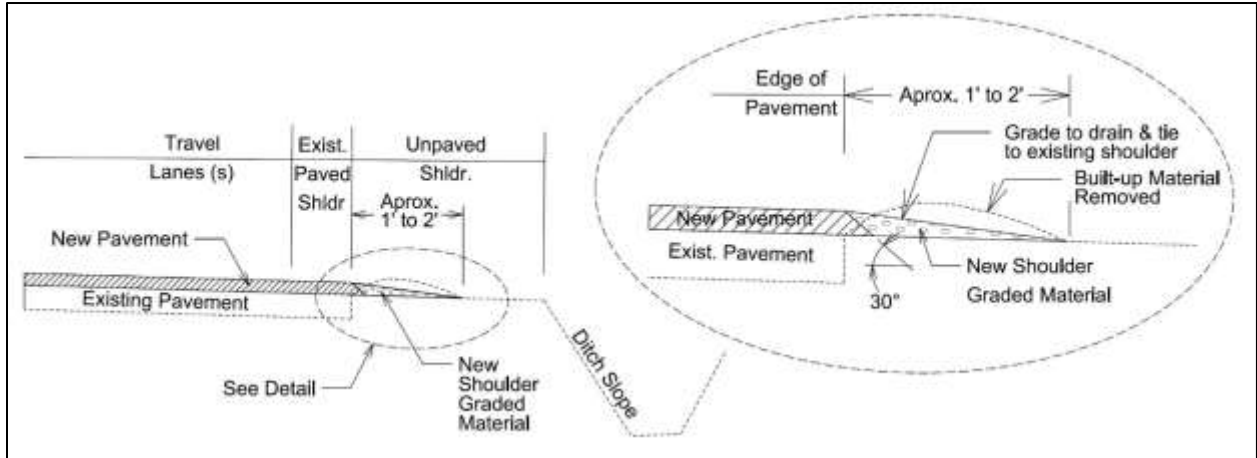 Travel
Lanes (s)
Exist.
Paved
Shldr
Unpaved
Shldr.
Aprox.
1' to 2'
New Pavement
Existing Pavement
See Detail
New
Shoulder
Graded
Material
Ditch Slope
Edge of
Pavement
Aprox. 1' to 2'
Grade to drain & tie
to existing shoulder
Built-up Material
Removed
New Pavement
Exist. Pavement
30°
New Shoulder
Graded Material